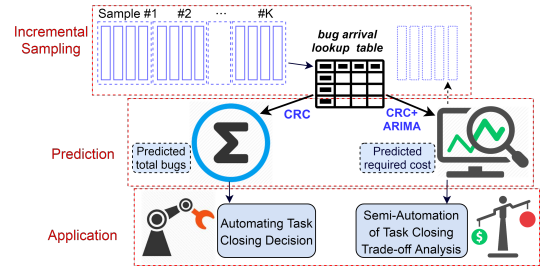 Incremental
Sampling
Sample #1
#2
...
#K
bug arrival
lookup table
CRC
CRC+
ARIMA
Prediction
Predicted
total bugs
Σ
Predicted
required cost
Application
Automating Task
Closing Decision
Semi-Automation
of Task Closing
Trade-off Analysis
$